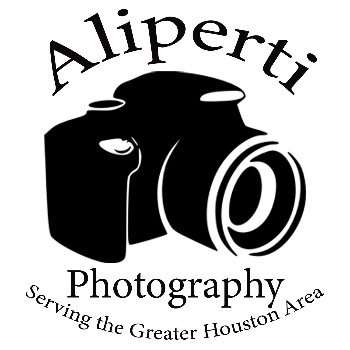 Aliperti
Photography
Serving the Greater Houston Area